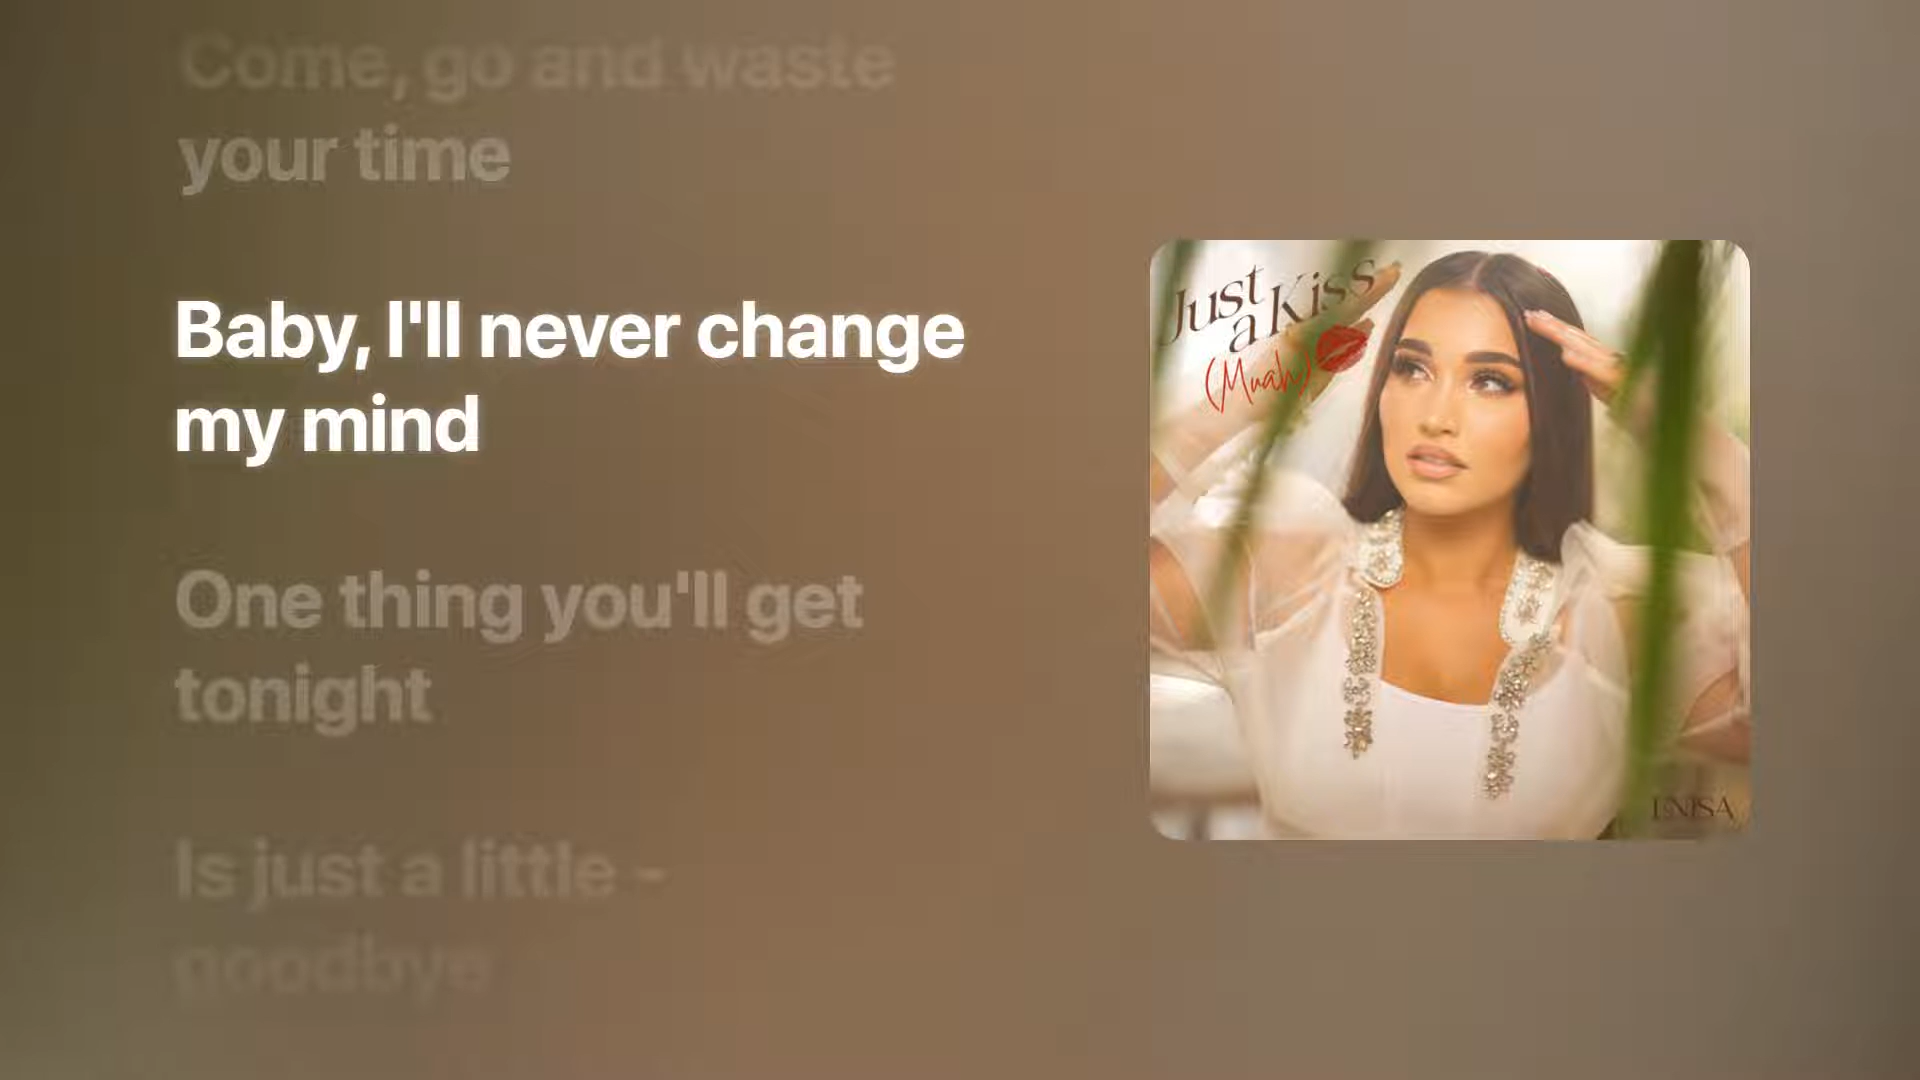 Come, go and waste
your time
Baby, I'll never change
my mind
One thing you'll get
tonight
Is just a little -
goodbye
Just
a Kiss
(Muah)
ENISA